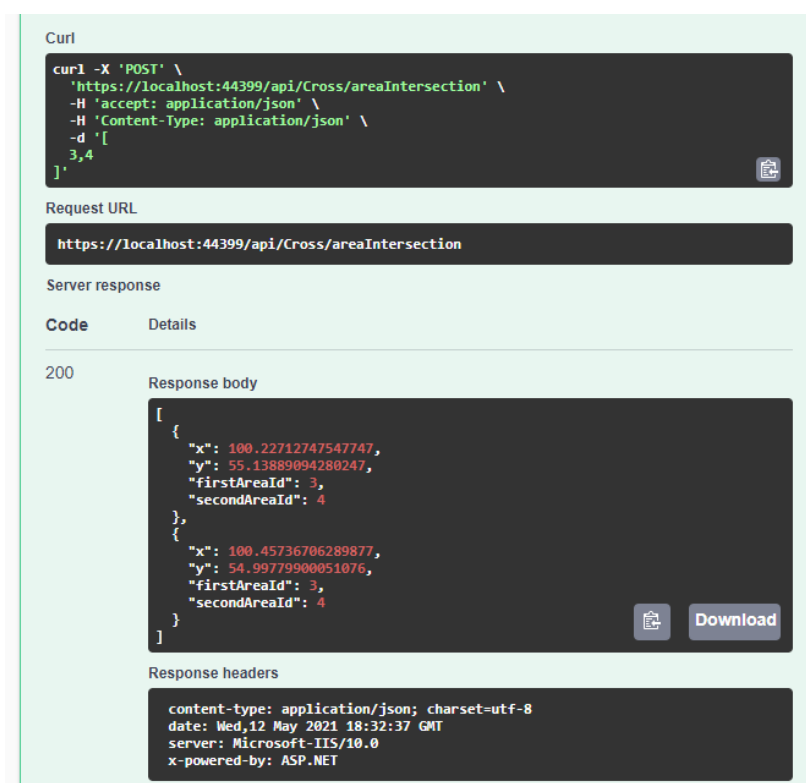 Curl
curl -X 'POST' \
  'https://localhost:44399/api/Cross/areaIntersection' \
  -H 'accept: application/json' \
  -H 'Content-Type: application/json' \
  -d '[
  3,4
]'
Request URL
https://localhost:44399/api/Cross/areaIntersection
Server response
Code Details
200
Response body
[
  {
    "x": 100.22712747547747,
    "y": 55.13889094280247,
    "firstAreaId": 3,
    "secondAreaId": 4
  },
  {
    "x": 100.45736706289877,
    "y": 54.99779900051076,
    "firstAreaId": 3,
    "secondAreaId": 4
  }
]
Download
Response headers
content-type: application/json; charset=utf-8
date: Wed,12 May 2021 18:32:37 GMT
server: Microsoft-IIS/10.0
x-powered-by: ASP.NET